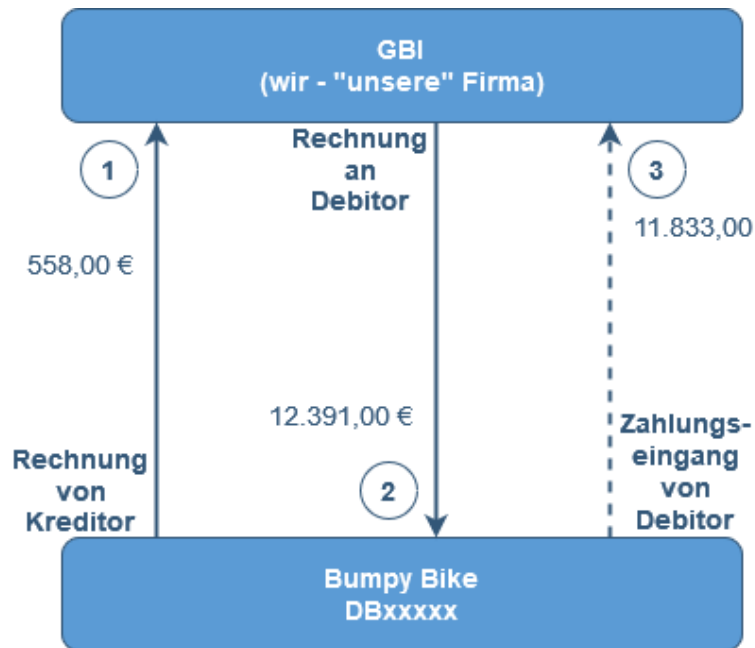 GBI
(wir - "unsere" Firma)
1
Rechnung
an
Debitor
3
11.833,00
558,00 €
12.391,00 €
Rechnung
von
Kreditor
2
Zahlungs-
eingang
von
Debitor
Bumpy Bike
DBxxxxx